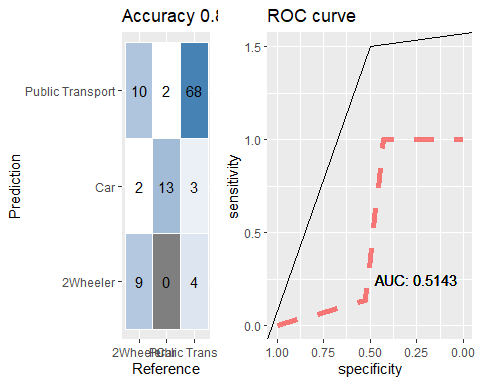 Accuracy 0.8
Prediction
Public Transport
Car
2Wheeler
10 2 68
2 13 3
9 0 4
Reference
ROC curve
sensitivity
1.5
1.0
0.5
0.0
AUC: 0.5143
1.00 0.75 0.50 0.25 0.00
specificity